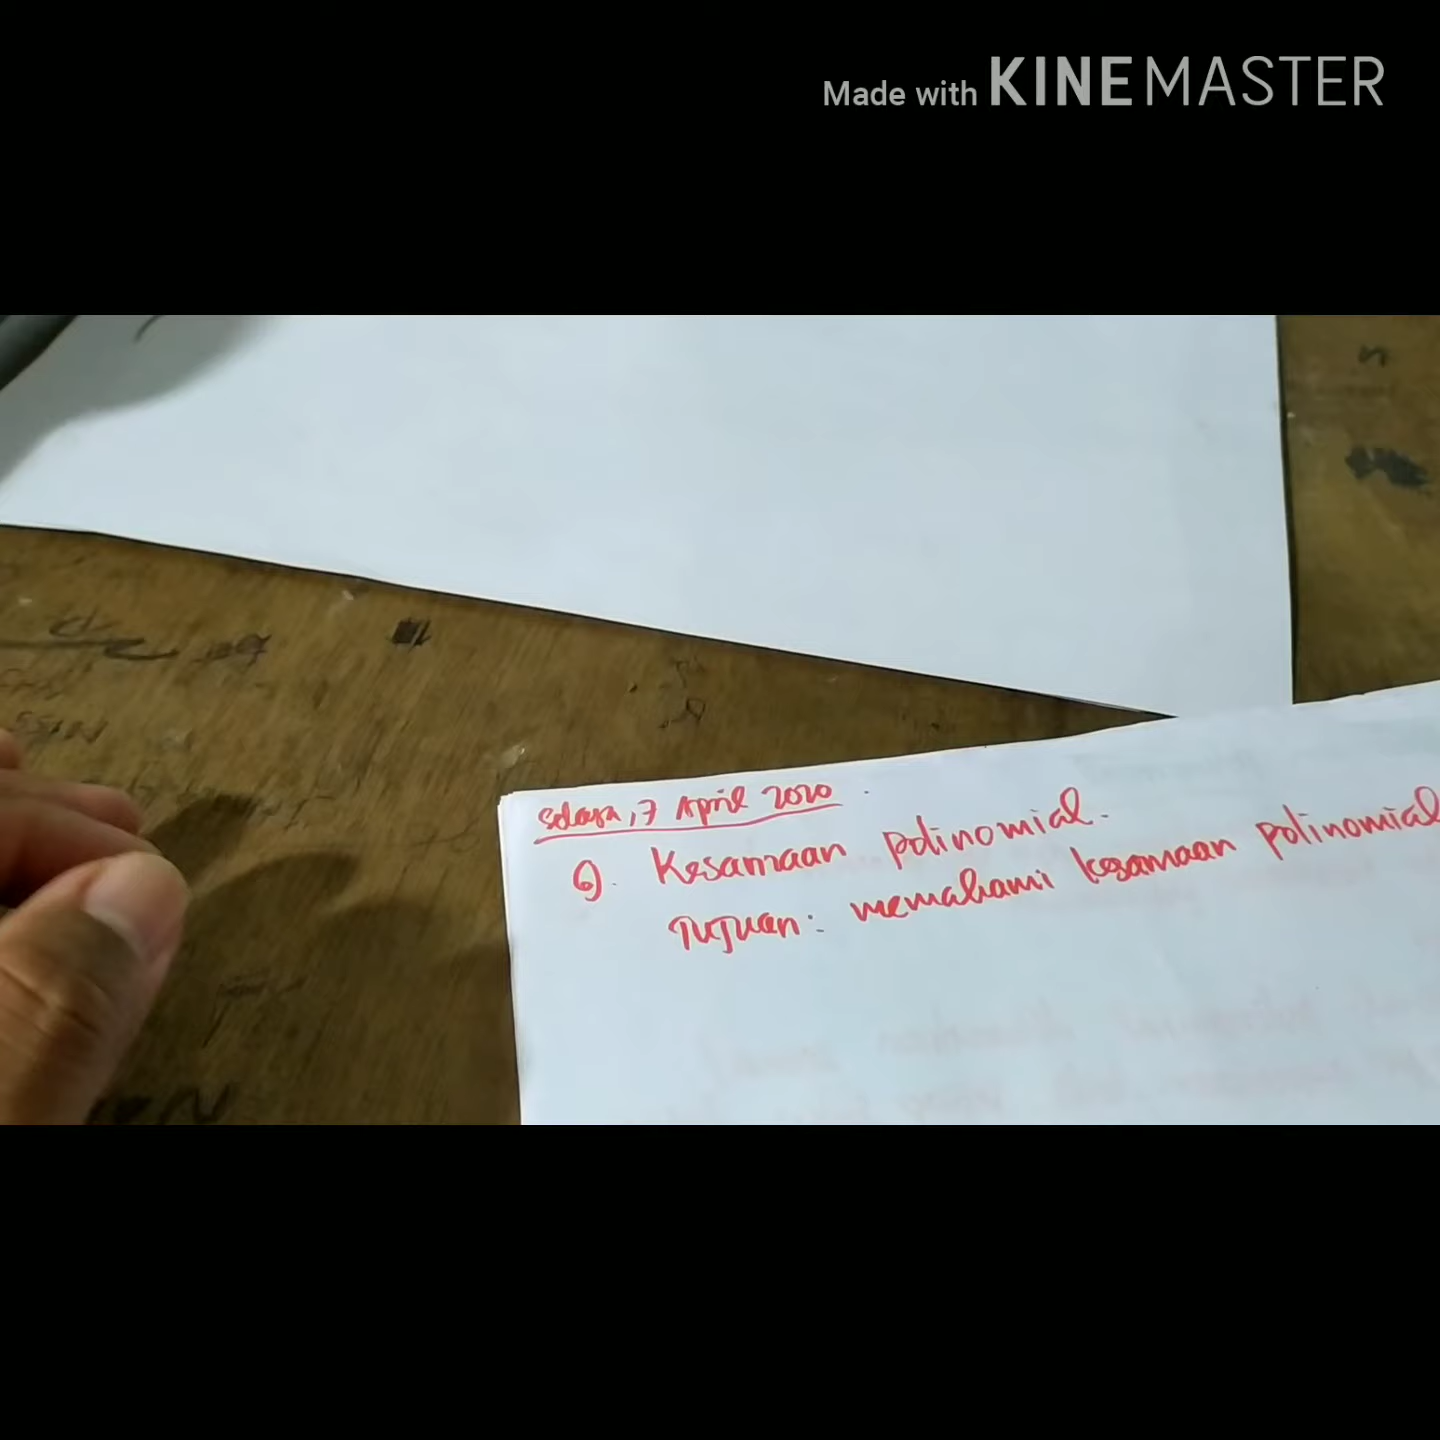 Made with KINEMASTER
Selasa, 7 April 2020
6). Kesamaan polinomial.
Tujuan: memahami kesamaan polinomial